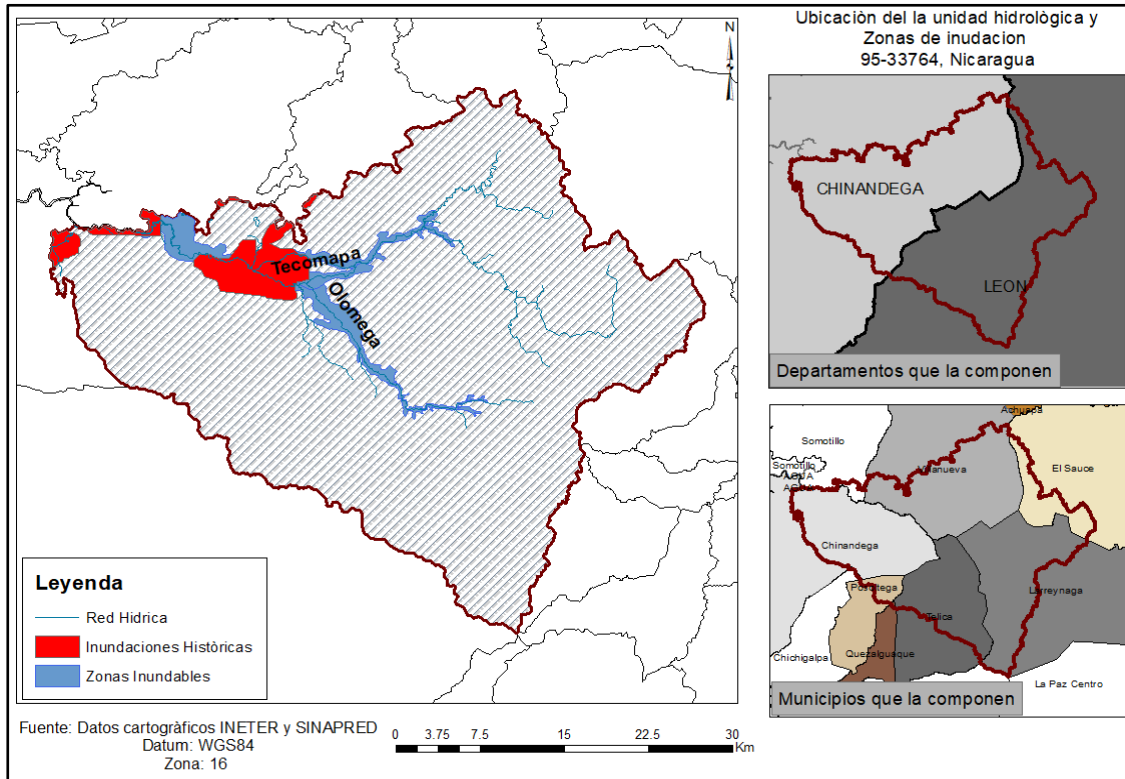 Ubicaciòn del la unidad hidrològica y
Zonas de inudacion
95-33764, Nicaragua
N
Tecomapa
Olomega
CHINANDEGA
LEON
Departamentos que la componen
Leyenda
Red Hidrica
Inundaciones Històricas
Zonas Inundables
Achuapa
Somotillo
Villanueva
El Sauce
Somotillo
AGUA
Chinandega
Posoltega
Larreynaga
Telica
Quezalguaque
Chichigalpa
La Paz Centro
Municipios que la componen
Fuente: Datos cartogràficos INETER y SINAPRED
Datum: WGS84
Zona: 16
0 3.75 7.5 15 22.5 30
Km